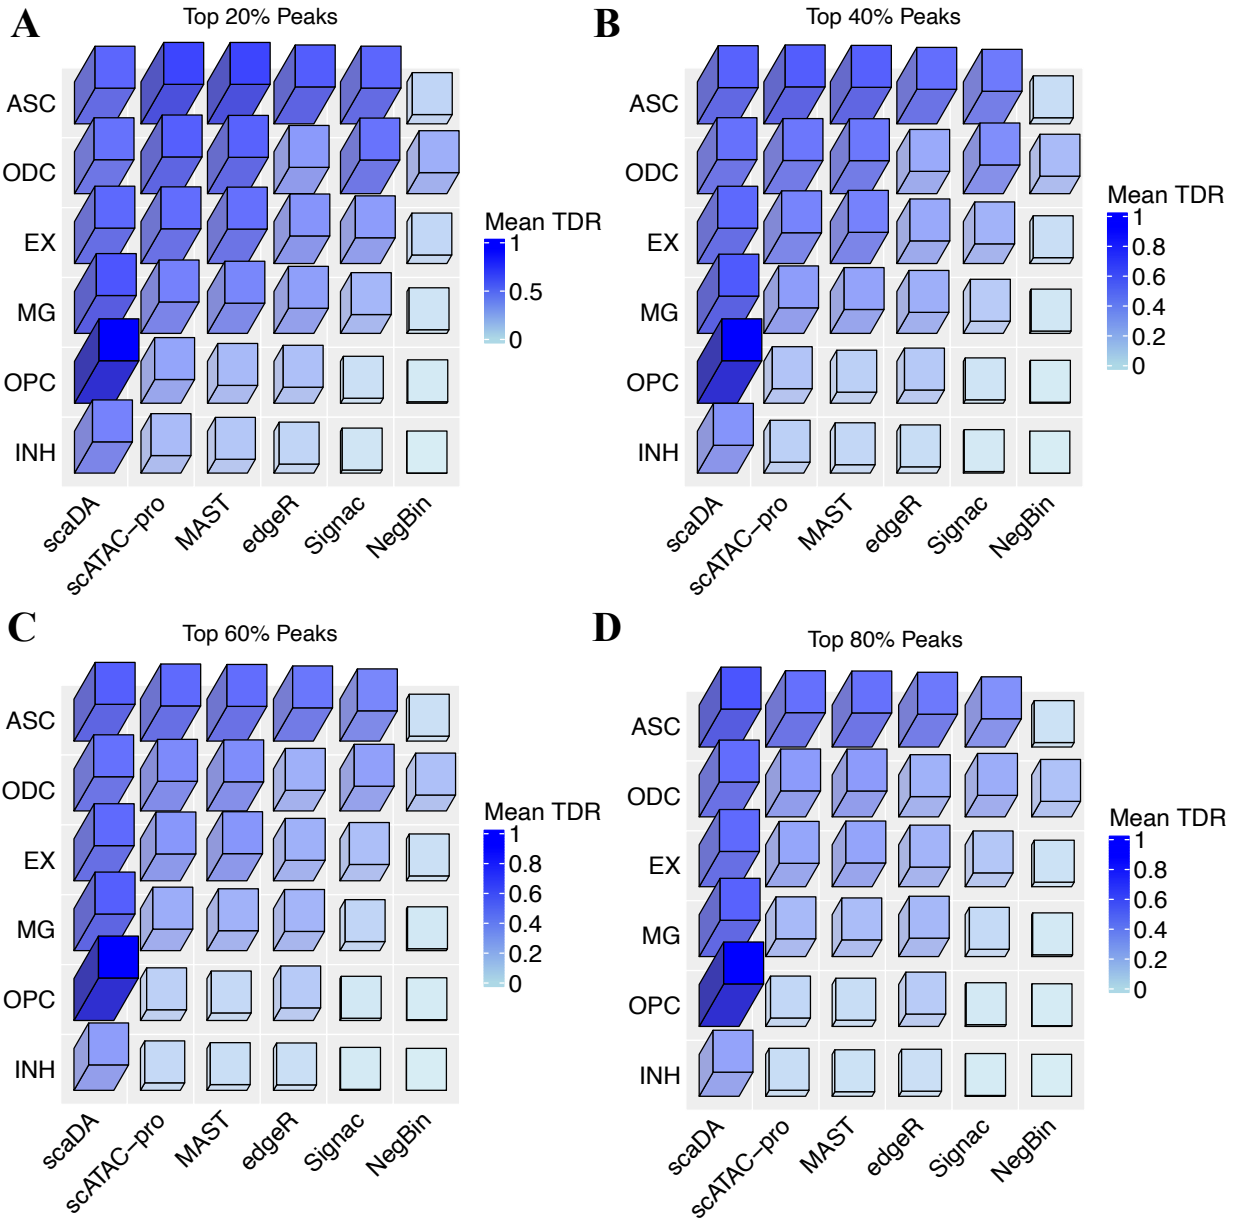 A
Top 20% Peaks
ASC
ODC
EX
MG
OPC
INH
scaDA
scATAC-pro
MAST
edgeR
Signac
NegBin
Mean TDR
1
0.5
0
B
Top 40% Peaks
ASC
ODC
EX
MG
OPC
INH
scaDA
scATAC-pro
MAST
edgeR
Signac
NegBin
Mean TDR
1
0.8
0.6
0.4
0.2
0
C
Top 60% Peaks
ASC
ODC
EX
MG
OPC
INH
scaDA
scATAC-pro
MAST
edgeR
Signac
NegBin
Mean TDR
1
0.8
0.6
0.4
0.2
0
D
Top 80% Peaks
ASC
ODC
EX
MG
OPC
INH
scaDA
scATAC-pro
MAST
edgeR
Signac
NegBin
Mean TDR
1
0.8
0.6
0.4
0.2
0